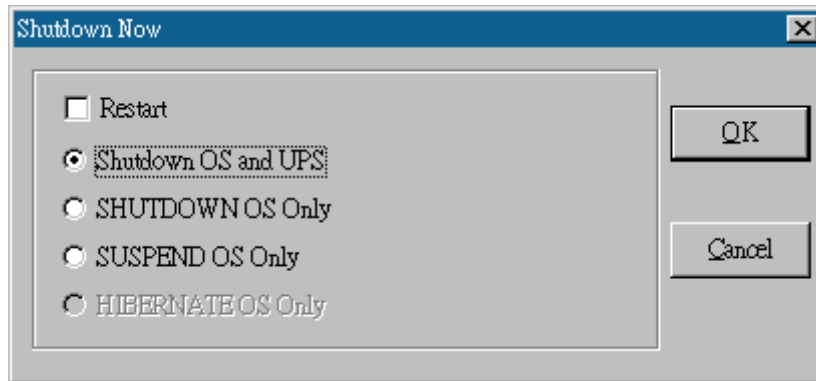 Shutdown Now
Restart
Shutdown OS and UPS
SHUTDOWN OS Only
SUSPEND OS Only
HIBERNATE OS Only
OK
Cancel